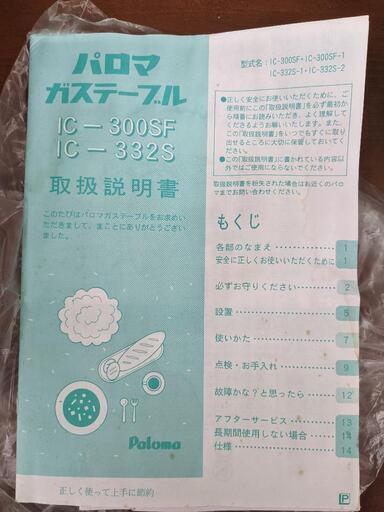 パロマ
ガステーブル
IC－300SF
IC－332S
取扱説明書
このたびはパロマガステーブルをお求めい
ただきまして、まことにありがとうござい
ました。
Paloma
正しく使って上手に節約
型式名：IC-300SF・IC-300SF-1
IC-332S-1・IC-332S-2
●正しく安全にお使いいただくために、ご
使用前にこの「取扱説明書」を必ず最初か
ら順番にお読みいただき、よく理解して
くださるようお願いいたします。また、
この「取扱説明書」をいつでもすぐに取り
出せるところに大切に保管しておいてく
ださい。
●この「取扱説明書」に書かれている内容以
外ではご使用にならないでください。
取扱説明書を紛失された場合はお近くのパロ
マまでお問い合わせください。
もくじ
各部のなまえ……………… 1
安全に正しくお使いいただくために 1
必ずお守りください………… 2
設置………………………… 5
使いかた…………………… 7
点検・お手入れ…………… 9
故障かな？と思ったら……… 12
アフターサービス………… 13
長期間使用しない場合…… 14
仕様………………………… 14
P